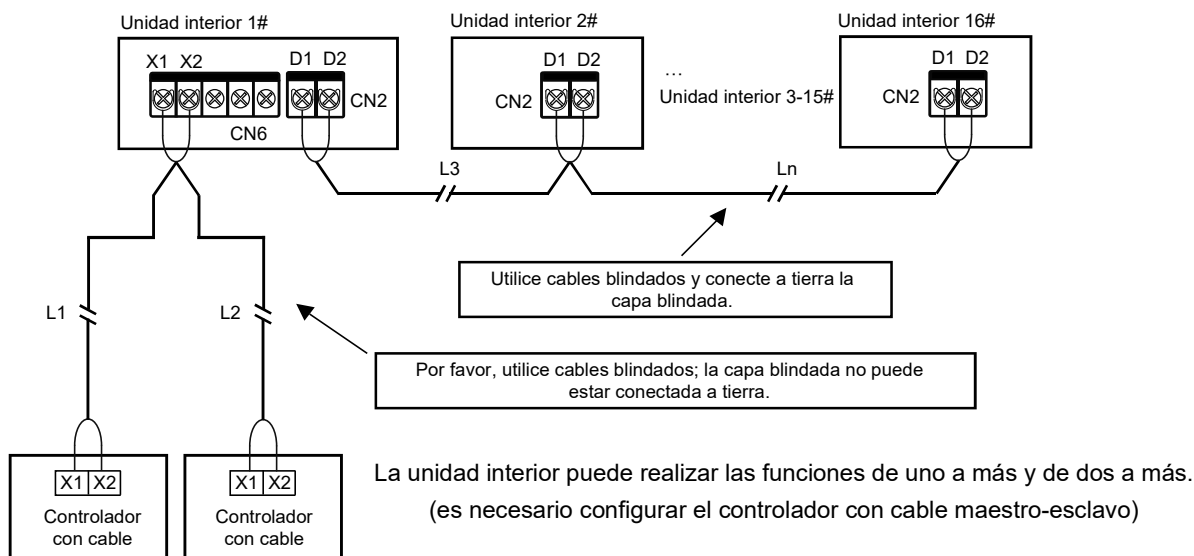 Unidad interior 1#
Unidad interior 2#
Unidad interior 16#
X1 X2
D1 D2
CN2
CN6
D1 D2
CN2
...
Unidad interior 3-15#
D1 D2
CN2
L3
Ln
Utilice cables blindados y conecte a tierra la
capa blindada.
L1
L2
Por favor, utilice cables blindados; la capa blindada no puede
estar conectada a tierra.
X1 X2
Controlador
con cable
X1 X2
Controlador
con cable
La unidad interior puede realizar las funciones de uno a más y de dos a más.
(es necesario configurar el controlador con cable maestro-esclavo)